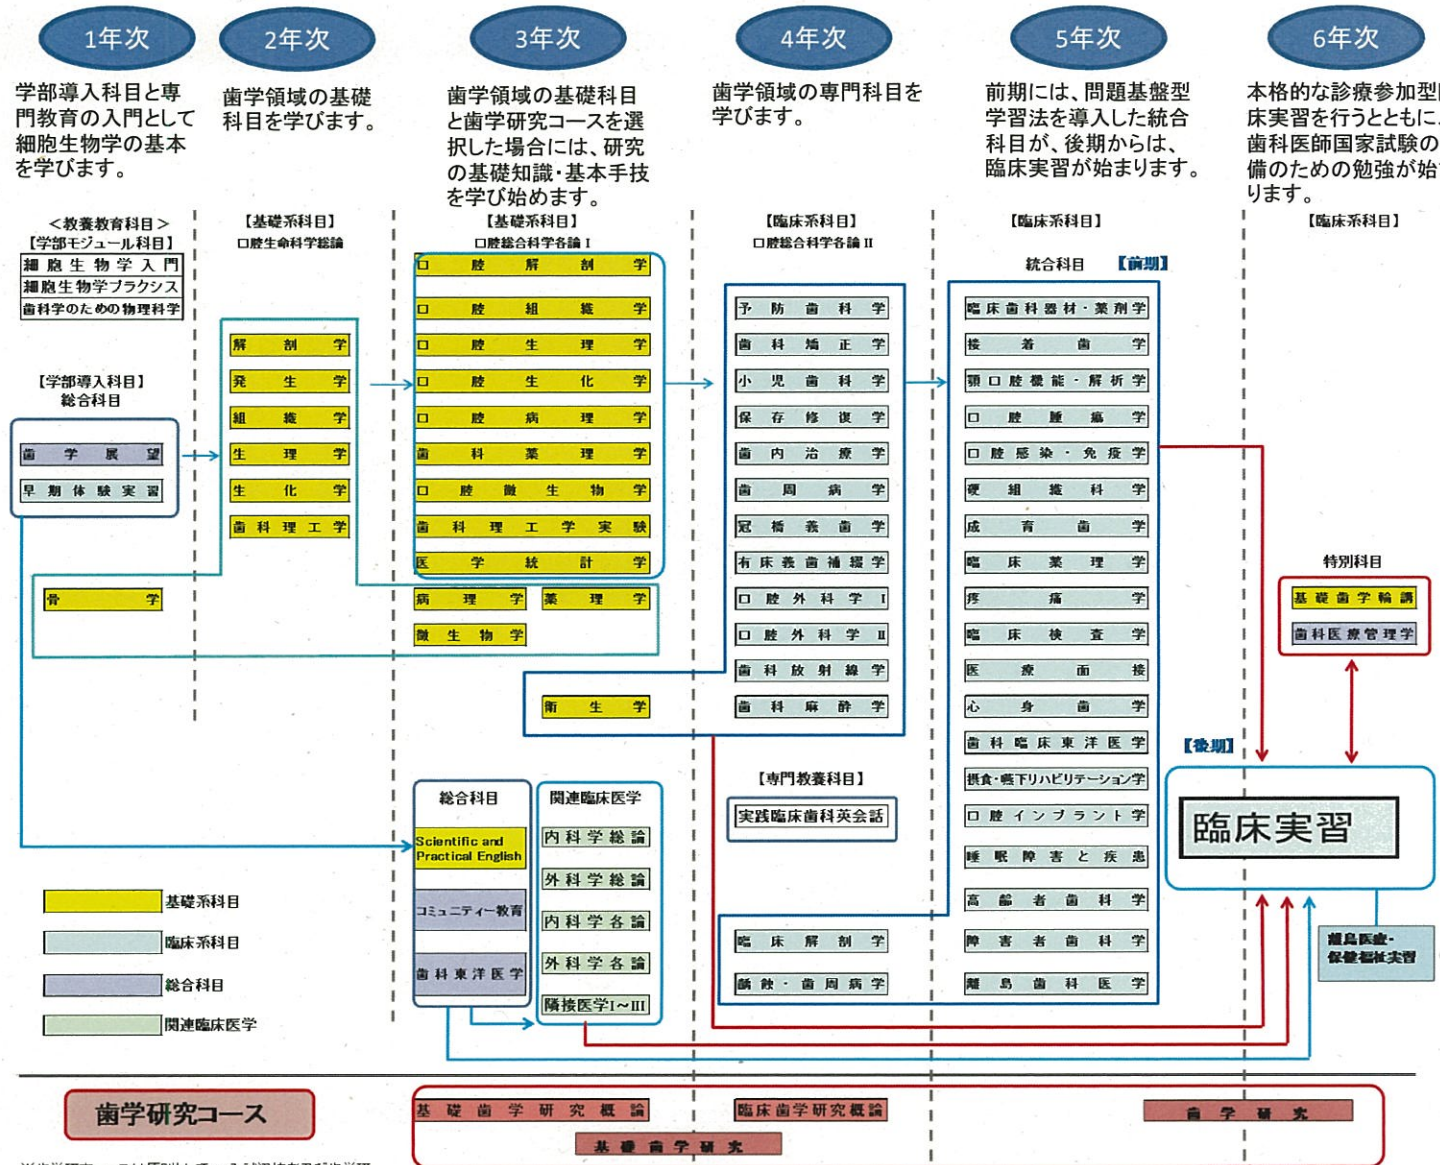 1年次
2年次
3年次
4年次
5年次
6年次
学部導入科目と専
門教育の入門として
細胞生物学の基本
を学びます。
歯学領域の基礎
科目を学びます。
歯学領域の基礎科目
と歯学研究コースを選
択した場合には、研究
の基礎知識・基本手技
を学び始めます。
歯学領域の専門科目を
学びます。
前期には、問題基盤型
学習法を導入した統合
科目が、後期からは、
臨床実習が始まります。
本格的な診療参加型
床実習を行うとともに、
歯科医師国家試験の
備のための勉強が始
ります。
<教養教育科目>
【学部モジュール科目】
細胞生物学入門
細胞生物学プラクシス
歯科学のための物理科学
【学部導入科目】
総合科目
歯学展望
早期体験実習
骨学
【基礎系科目】
口腔生命科学総論
解剖学
発生学
組織学
生理学
生化学
歯科理工学
【基礎系科目】
口腔総合科学各論 I
口腔解剖学
口腔組織学
口腔生理学
口腔生化学
口腔病理学
歯科薬理学
口腔微生物学
歯科理工学実験
医学統計学
病理学
薬理学
微生物学
衛生学
総合科目
Scientific and
Practical English
コミュニティー教育
歯科東洋医学
関連臨床医学
内科学総論
外科学総論
内科学各論
外科学各論
隣接医学I～III
【臨床系科目】
口腔総合科学各論 II
予防歯科学
歯科矯正学
小児歯科学
保存修復学
歯内治療学
歯周病学
冠橋義歯学
有床義歯補綴学
口腔外科学 I
口腔外科学 II
歯科放射線学
歯科麻酔学
【専門教養科目】
実践臨床歯科英会話
臨床解剖学
齲蝕・歯周病学
【臨床系科目】
統合科目 【前期】
臨床歯科器材・薬剤学
接着歯学
顎口腔機能・解析学
口腔腫瘍学
口腔感染・免疫学
硬組織科学
成育歯学
臨床薬理学
疼痛学
臨床検査学
医療面接
心身歯学
歯科臨床東洋医学
摂食・嚥下リハビリテーション学
口腔インプラント学
睡眠障害と疾患
高齢者歯科学
障害者歯科学
離島歯科医学
【臨床系科目】
特別科目
基礎歯学輪講
歯科医療管理学
【後期】
臨床実習
離島医療・
保健福祉実習
基礎系科目
臨床系科目
総合科目
関連臨床医学
歯学研究コース
基礎歯学研究概論
臨床歯学研究概論
歯学研究
基礎歯学研究